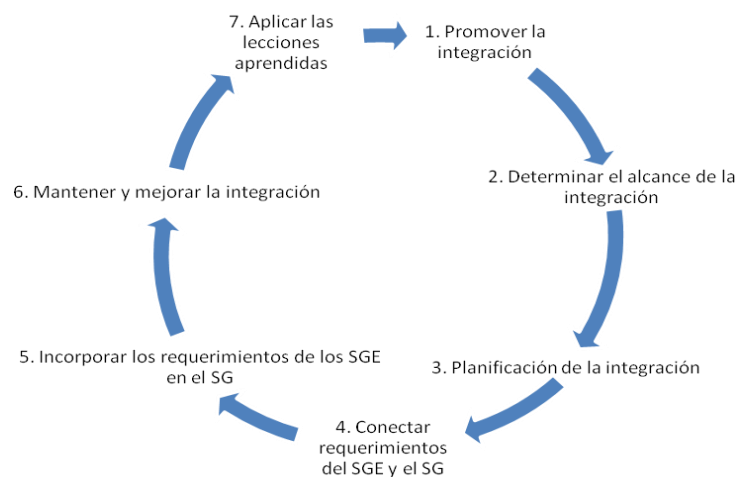 7. Aplicar las
lecciones
aprendidas
1. Promover la
integración
2. Determinar el alcance de la
integración
3. Planificación de la integración
4. Conectar
requerimientos
del SGE y el SG
5. Incorporar los requerimientos de los SGE
en el SG
6. Mantener y mejorar la integración